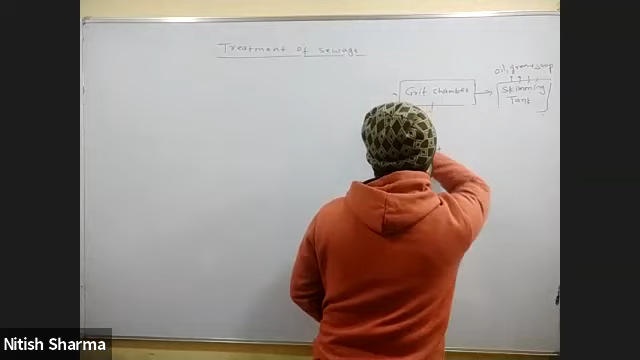 Treatment of sewage
oil, grease, soap
Grit chamber
Skimming
Tank
Nitish Sharma